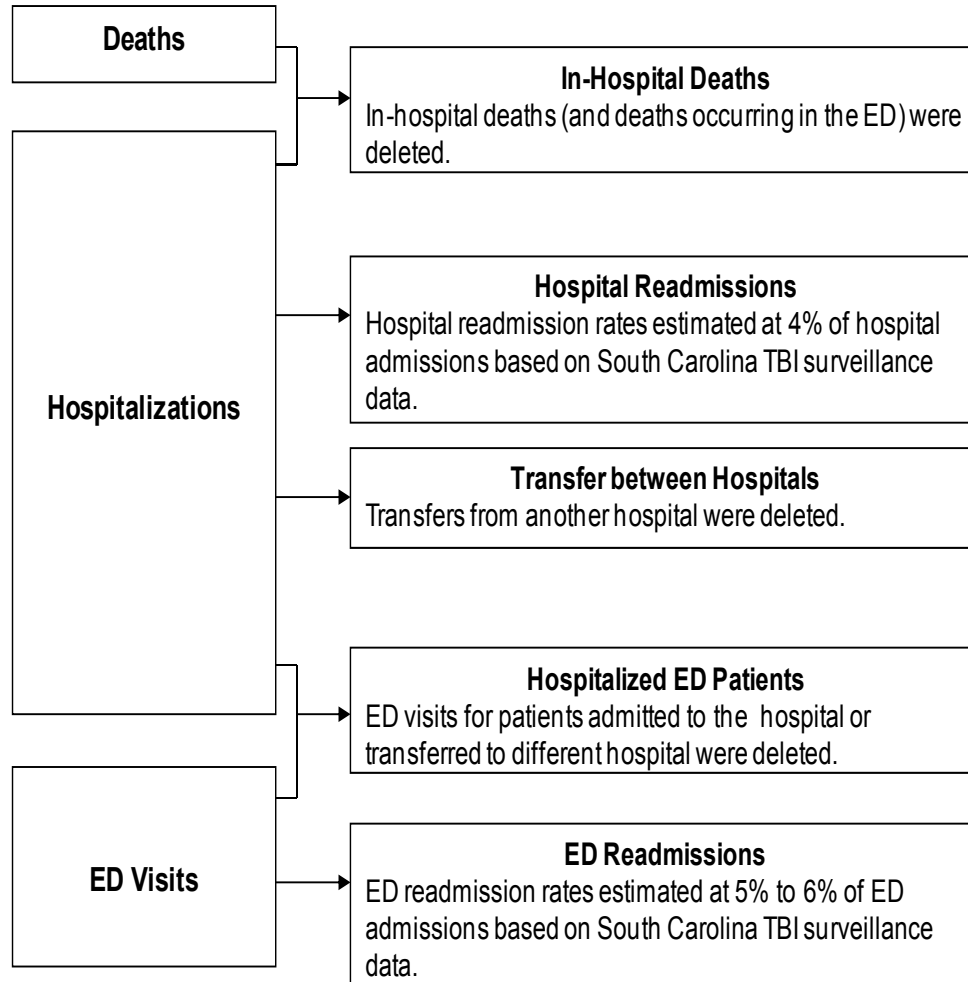 Deaths
In-Hospital Deaths
In-hospital deaths (and deaths occurring in the ED) were
deleted.
Hospitalizations
Hospital Readmissions
Hospital readmission rates estimated at 4% of hospital
admissions based on South Carolina TBI surveillance
data.
Transfer between Hospitals
Transfers from another hospital were deleted.
Hospitalized ED Patients
ED visits for patients admitted to the hospital or
transferred to different hospital were deleted.
ED Visits
ED Readmissions
ED readmission rates estimated at 5% to 6% of ED
admissions based on South Carolina TBI surveillance
data.